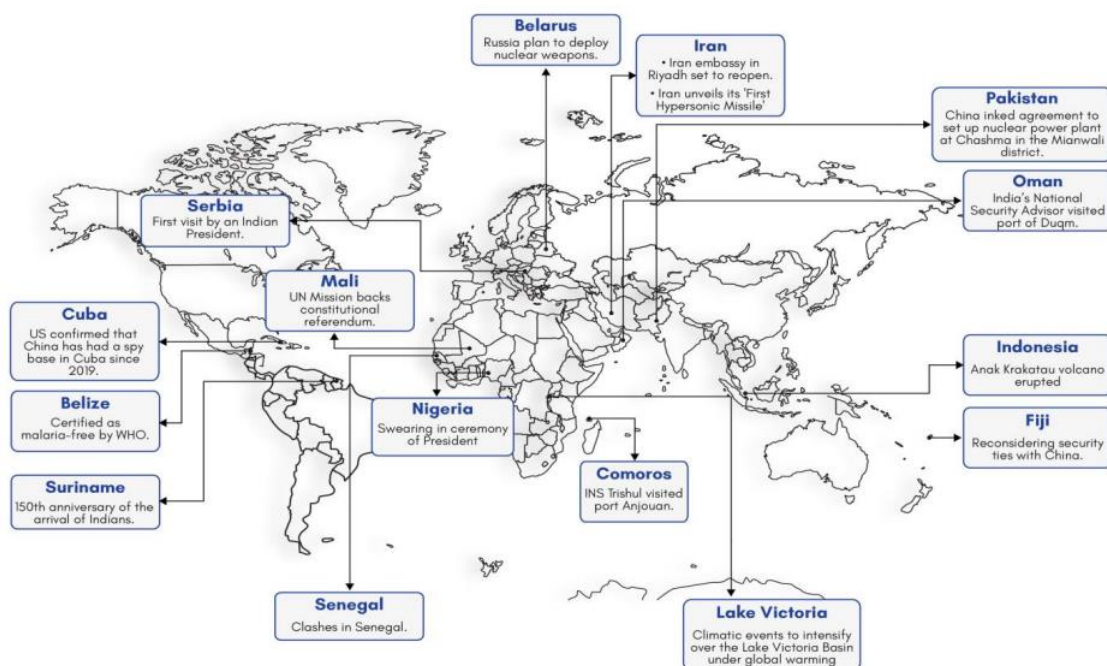 Belarus
Russia plan to deploy
nuclear weapons.
Iran
• Iran embassy in
Riyadh set to reopen.
• Iran unveils its 'First
Hypersonic Missile'
Pakistan
China inked agreement to
set up nuclear power plant
at Chashma in the Mianwali
district.
Serbia
First visit by an Indian
President.
Oman
India's National
Security Advisor visited
port of Duqm.
Mali
UN Mission backs
constitutional
referendum.
Cuba
US confirmed that
China has had a spy
base in Cuba since
2019.
Indonesia
Anak Krakatau volcano
erupted
Belize
Certified as
malaria-free by WHO.
Nigeria
Swearing in ceremony
of President
Fiji
Reconsidering security
ties with China.
Comoros
INS Trishul visited
port Anjouan.
Suriname
150th anniversary of the
arrival of Indians.
Senegal
Clashes in Senegal.
Lake Victoria
Climatic events to intensify
over the Lake Victoria Basin
under global warming